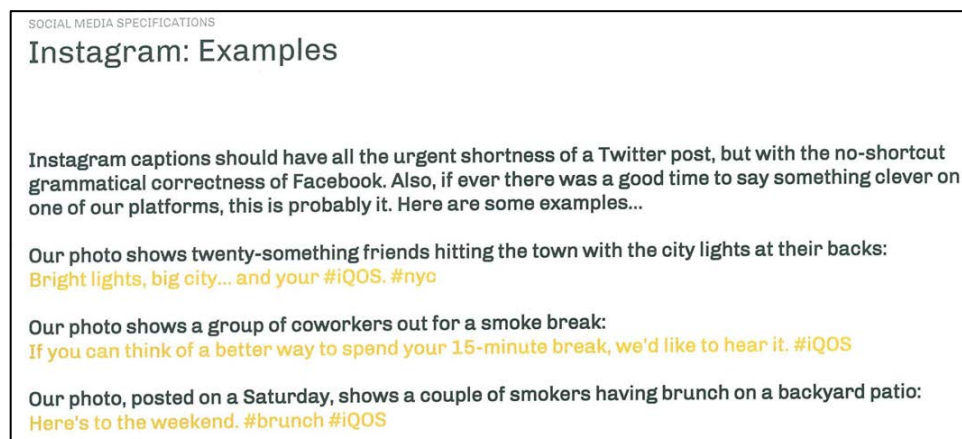 SOCIAL MEDIA SPECIFICATIONS
Instagram: Examples
Instagram captions should have all the urgent shortness of a Twitter post, but with the no-shortcut
grammatical correctness of Facebook. Also, if ever there was a good time to say something clever on
one of our platforms, this is probably it. Here are some examples...
Our photo shows twenty-something friends hitting the town with the city lights at their backs:
Bright lights, big city... and your #iQOS. #nyc
Our photo shows a group of coworkers out for a smoke break:
If you can think of a better way to spend your 15-minute break, we'd like to hear it. #iQOS
Our photo, posted on a Saturday, shows a couple of smokers having brunch on a backyard patio:
Here's to the weekend. #brunch #iQOS